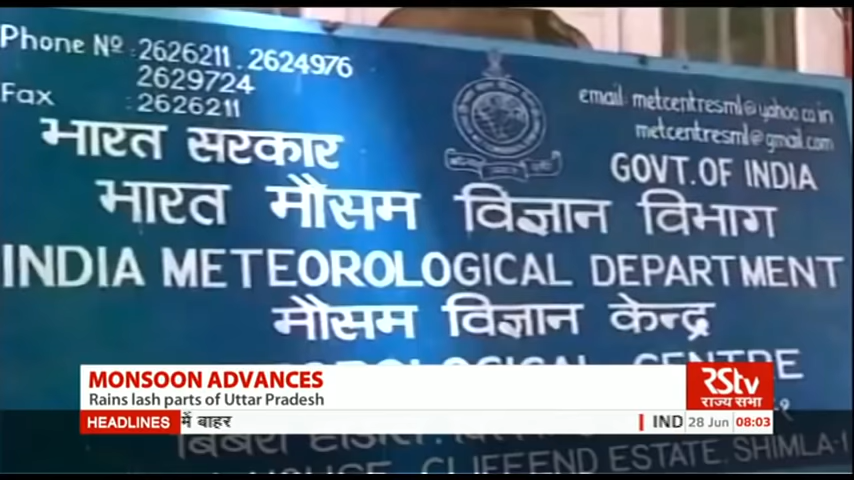 Phone Nº : 2626211 . 2624976
2629724
Fax : 2626211
email: metcentresml@yahoo.co.in
metcentresml@gmail.com
भारत सरकार
GOVT. OF INDIA
भारत मौसम विज्ञान विभाग
INDIA METEOROLOGICAL DEPARTMENT
मौसम विज्ञान केन्द्र
CENTRE
MONSOON ADVANCES
Rains lash parts of Uttar Pradesh
RStv
राज्य सभा
HEADLINES में बाहर IND 28 Jun 08:03
HOUSE, CLIFFEND ESTATE, SHIMLA-1